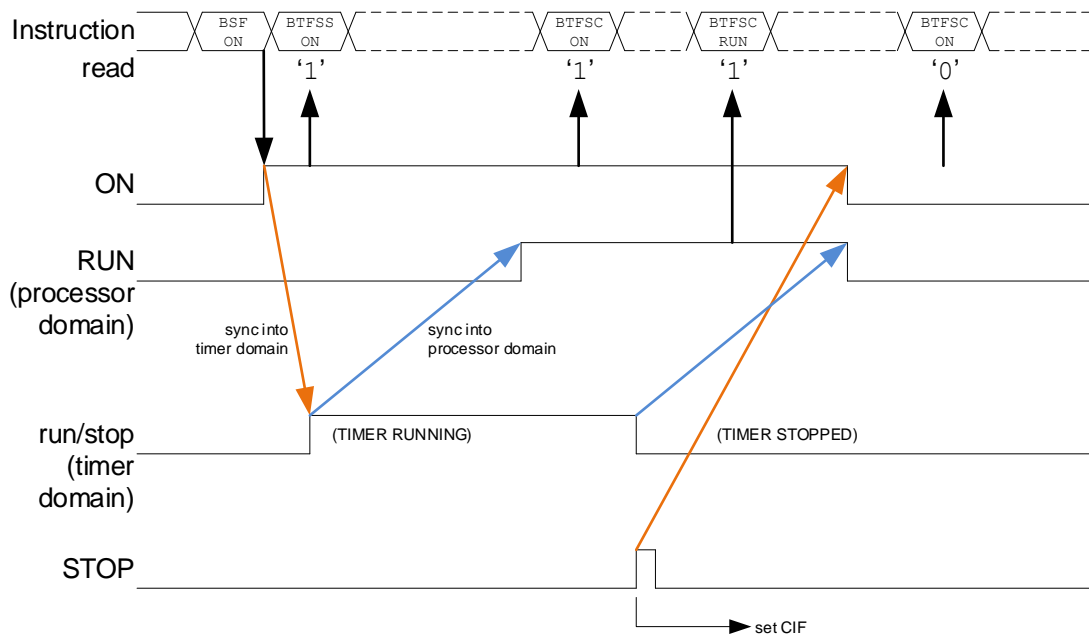 Instruction
BSF
ON
BTFSS
ON
BTFSC
ON
BTFSC
RUN
BTFSC
ON
read
‘1’
‘1’
‘1’
‘0’
ON
RUN
(processor
domain)
sync into
timer domain
sync into
processor domain
run/stop
(timer
domain)
(TIMER RUNNING)
(TIMER STOPPED)
STOP
set CIF